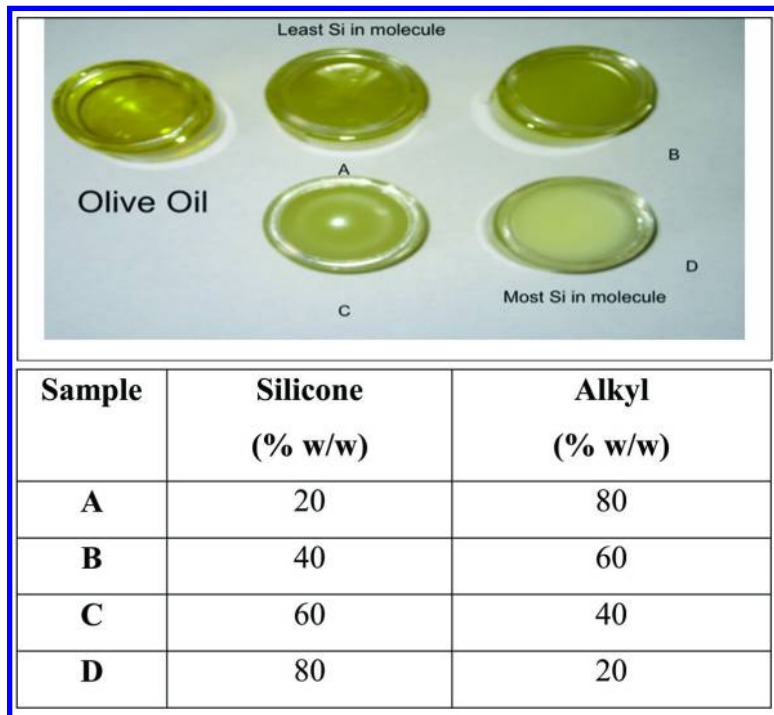 Least Si in molecule
A
B
Olive Oil
C
D
Most Si in molecule
Sample Silicone (% w/w) Alkyl (% w/w)
A 20 80
B 40 60
C 60 40
D 80 20